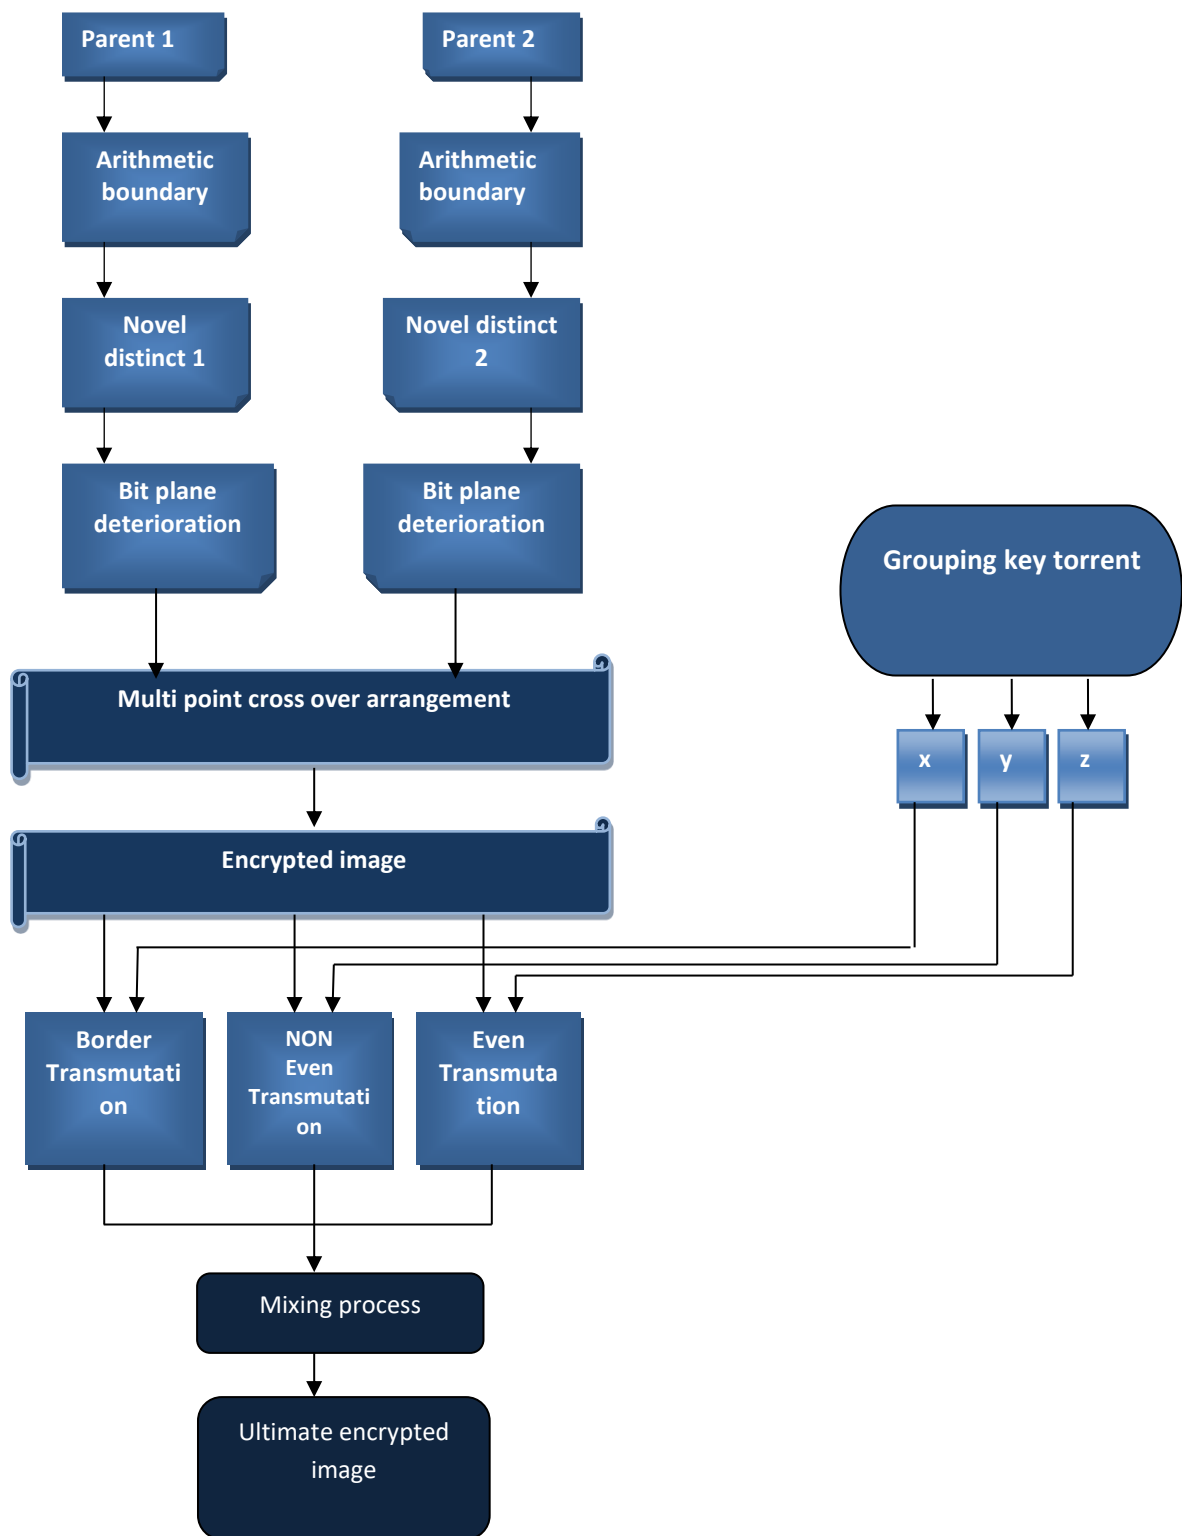 Parent 1
Parent 2
Arithmetic
boundary
Arithmetic
boundary
Novel
distinct 1
Novel distinct
2
Bit plane
deterioration
Bit plane
deterioration
Grouping key torrent
Multi point cross over arrangement
x
y
z
Encrypted image
Border
Transmutati
on
NON
Even
Transmutati
on
Even
Transmuta
tion
Mixing process
Ultimate encrypted
image